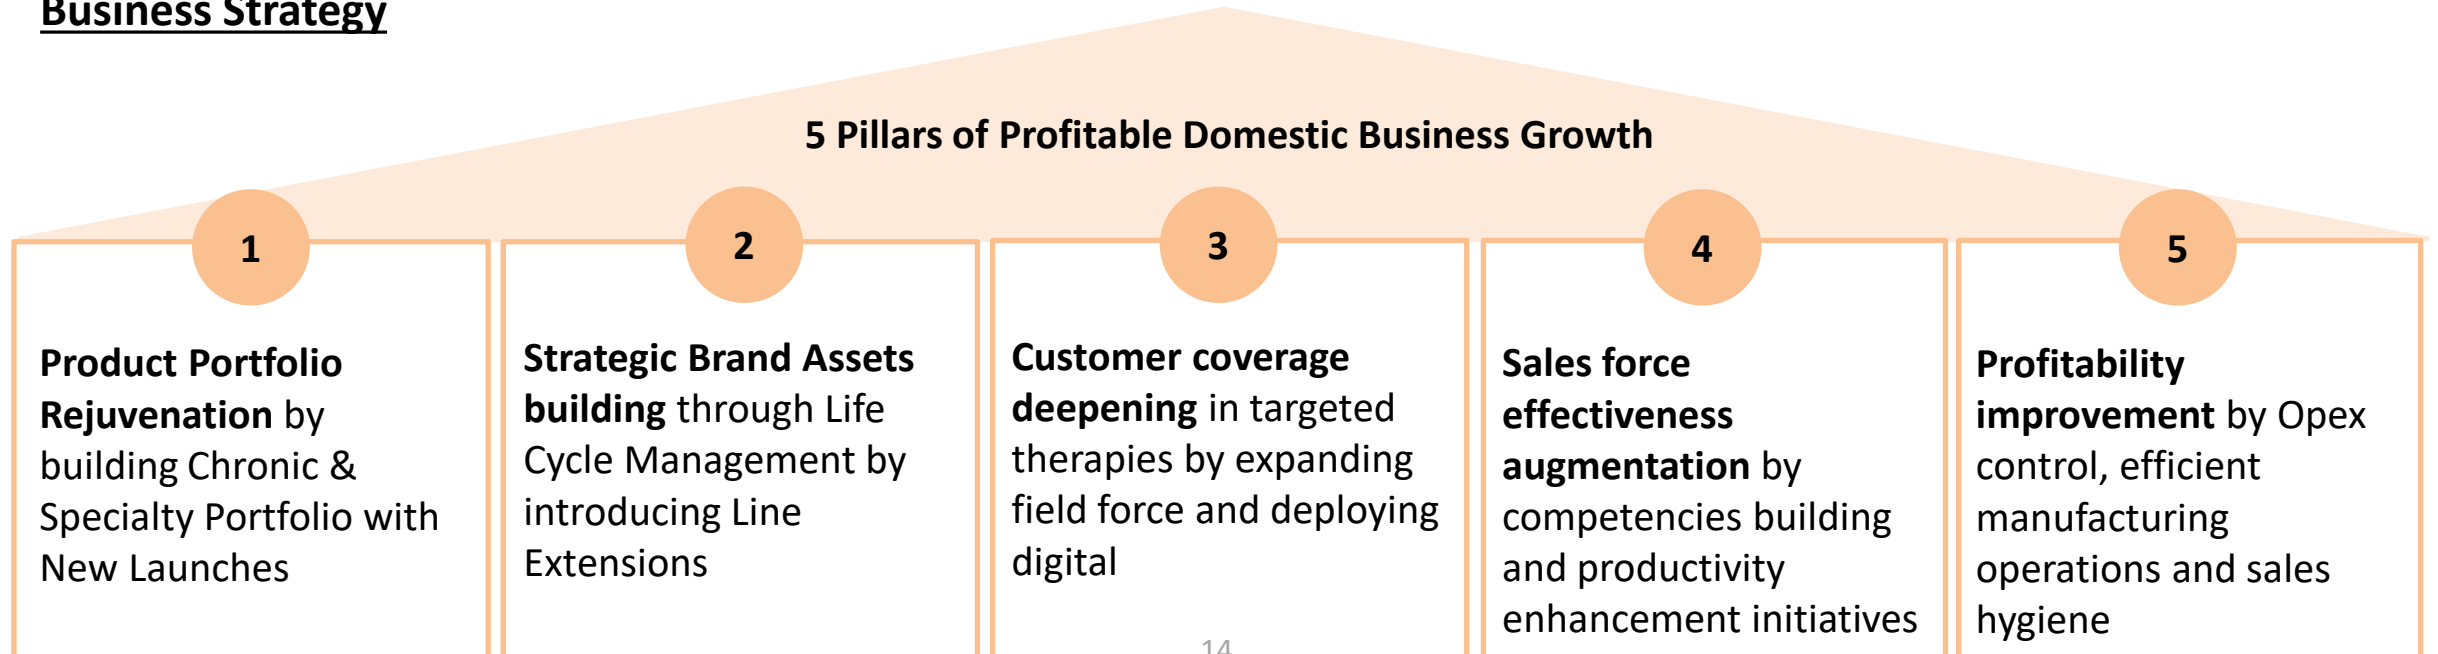 Business Strategy
5 Pillars of Profitable Domestic Business Growth
1
Product Portfolio
Rejuvenation by
building Chronic &
Specialty Portfolio with
New Launches
2
Strategic Brand Assets
building through Life
Cycle Management by
introducing Line
Extensions
3
Customer coverage
deepening in targeted
therapies by expanding
field force and deploying
digital
4
Sales force
effectiveness
augmentation by
competencies building
and productivity
enhancement initiatives
5
Profitability
improvement by Opex
control, efficient
manufacturing
operations and sales
hygiene
14